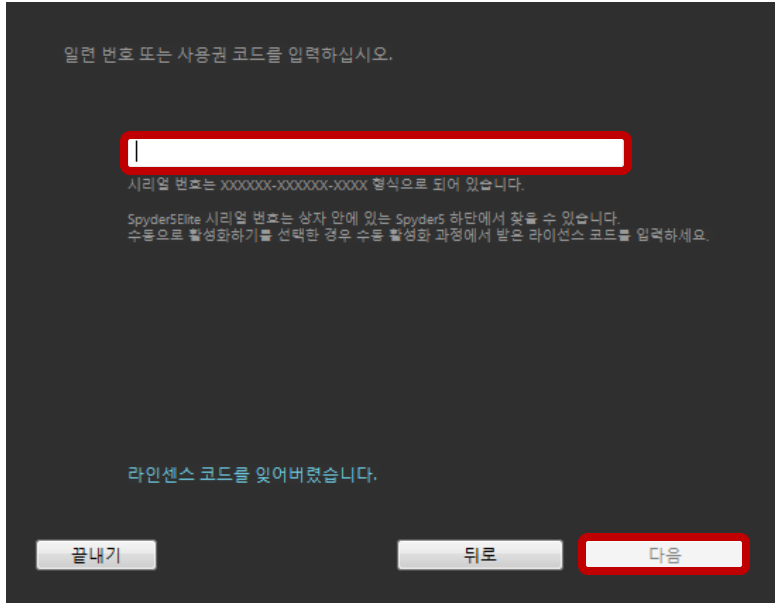 일련 번호 또는 사용권 코드를 입력하십시오.
시리얼 번호는 XXXXXX-XXXXXX-XXXX 형식으로 되어 있습니다.
Spyder5Elite 시리얼 번호는 상자 안에 있는 Spyder5 하단에서 찾을 수 있습니다.
수동으로 활성화하기를 선택한 경우 수동 활성화 과정에서 받은 라이선스 코드를 입력하세요.
라인센스 코드를 잊어버렸습니다.
끝내기 뒤로 다음